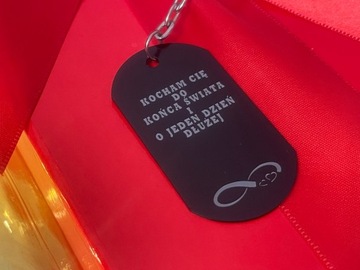 KOCHAM CIĘ
DO
KOŃCA ŚWIATA
I
O JEDEN DZIEŃ
DŁUŻEJ